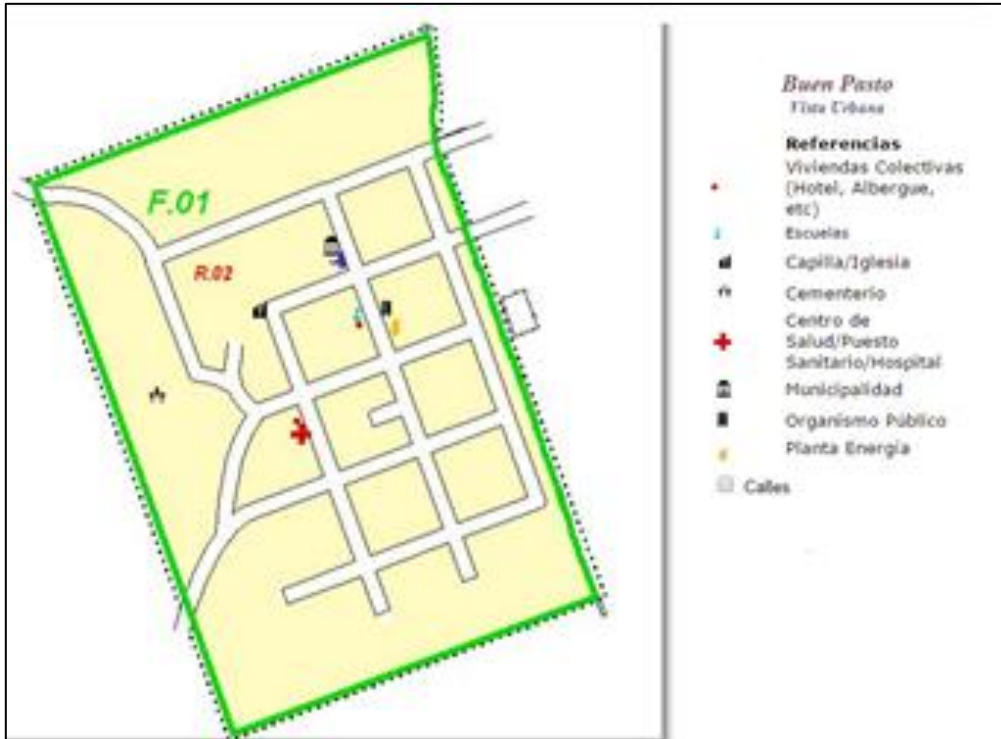 F.01
R.02
Buen Pasto
Vista Urbana
Referencias
Viviendas Colectivas
(Hotel, Albergue,
etc)
Escuelas
Capilla/Iglesia
Cementerio
Centro de
Salud/Puesto
Sanitario/Hospital
Municipalidad
Organismo Público
Planta Energía
Calles